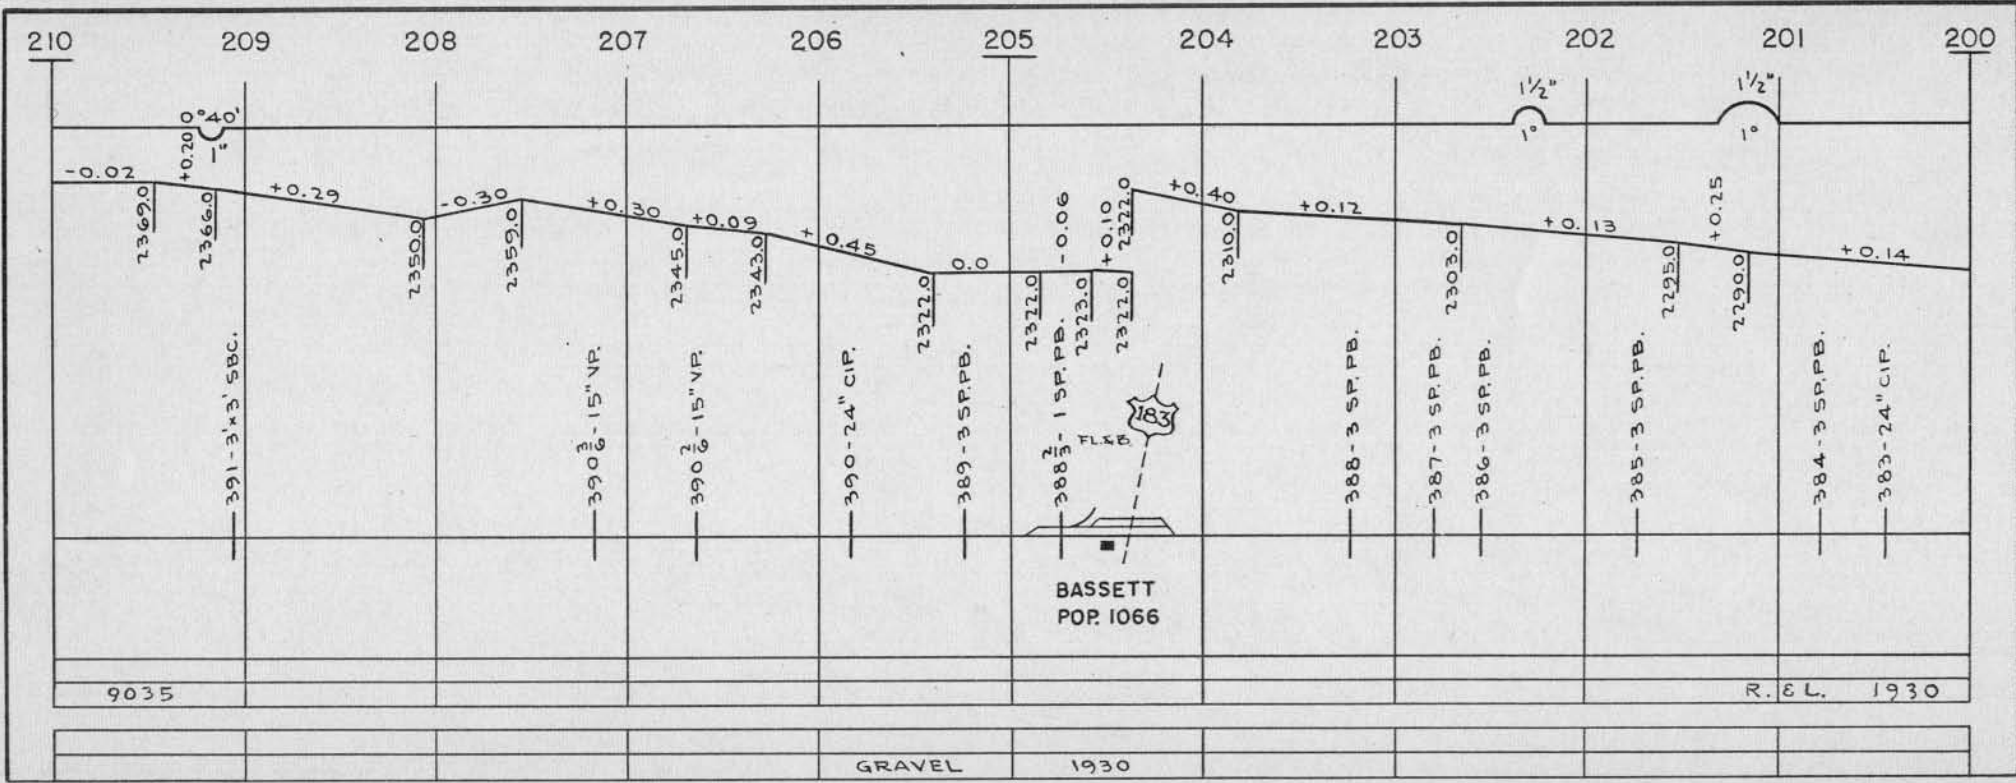 210 209 208 207 206 205 204 203 202 201 200
0°40'
1"
1½"
1°
1½"
1°
-0.02
+0.20
+0.29
-0.30
+0.30
+0.09
+0.45
0.0
-0.06
+0.10
+0.40
+0.12
+0.13
+0.25
+0.14
2369.0
2366.0
2350.0
2359.0
2345.0
2343.0
2322.0
2322.0
2323.0
2322.0
2322.0
2310.0
2303.0
2295.0
2290.0
391-3'x3' SBC.
390 3/6-15" VP.
390 2/6-15" VP.
390-24" CIP.
389-3 SP.PB.
388 2/3-1 SP. PB.
FL.&B.
183
388-3 SP. PB.
387-3 SP. PB.
386-3 SP.PB.
385-3 SP.PB.
384-3 SP.PB.
383-24" CIP.
BASSETT
POP. 1066
9035
R. & L. 1930
GRAVEL 1930